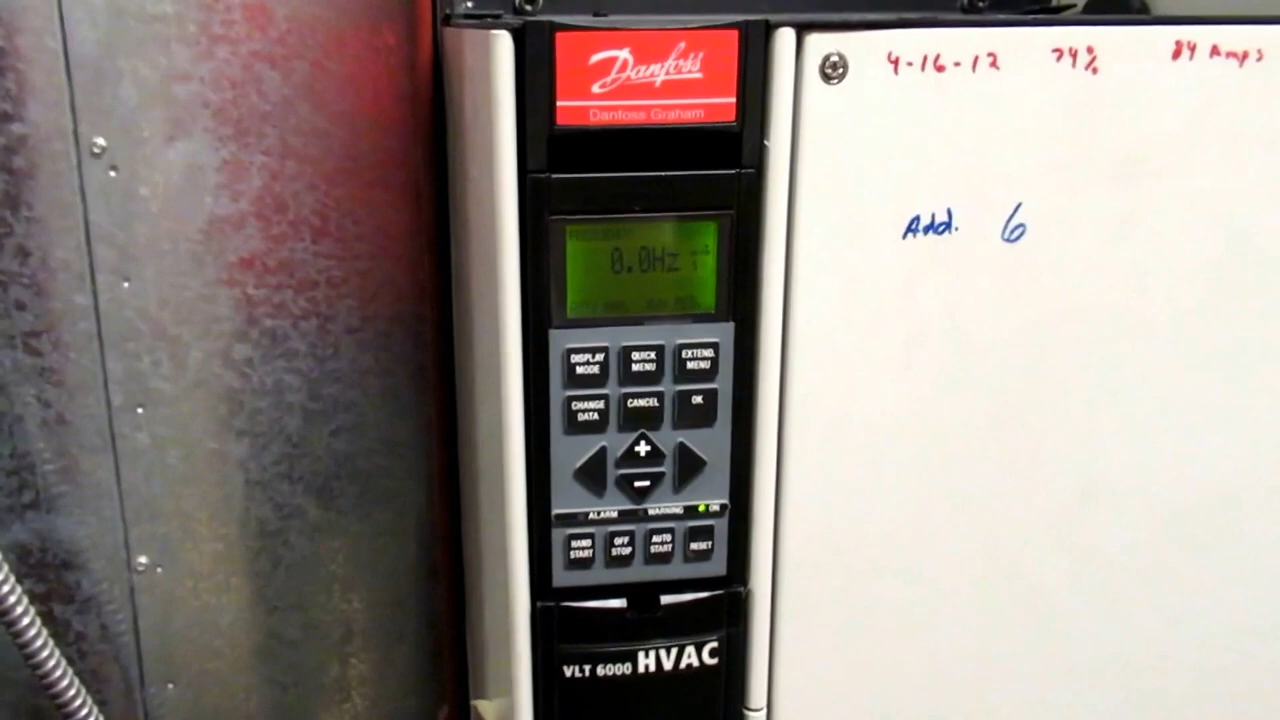 Danfoss
Danfoss Graham
4-16-12 74% 84 Amps
Add. 6
FREQUENCY
0.0Hz
DISPLAY MODE
QUICK MENU
EXTEND. MENU
CHANGE DATA
CANCEL
OK
+
−
ALARM WARNING ON
HAND START
OFF STOP
AUTO START
RESET
VLT 6000 HVAC